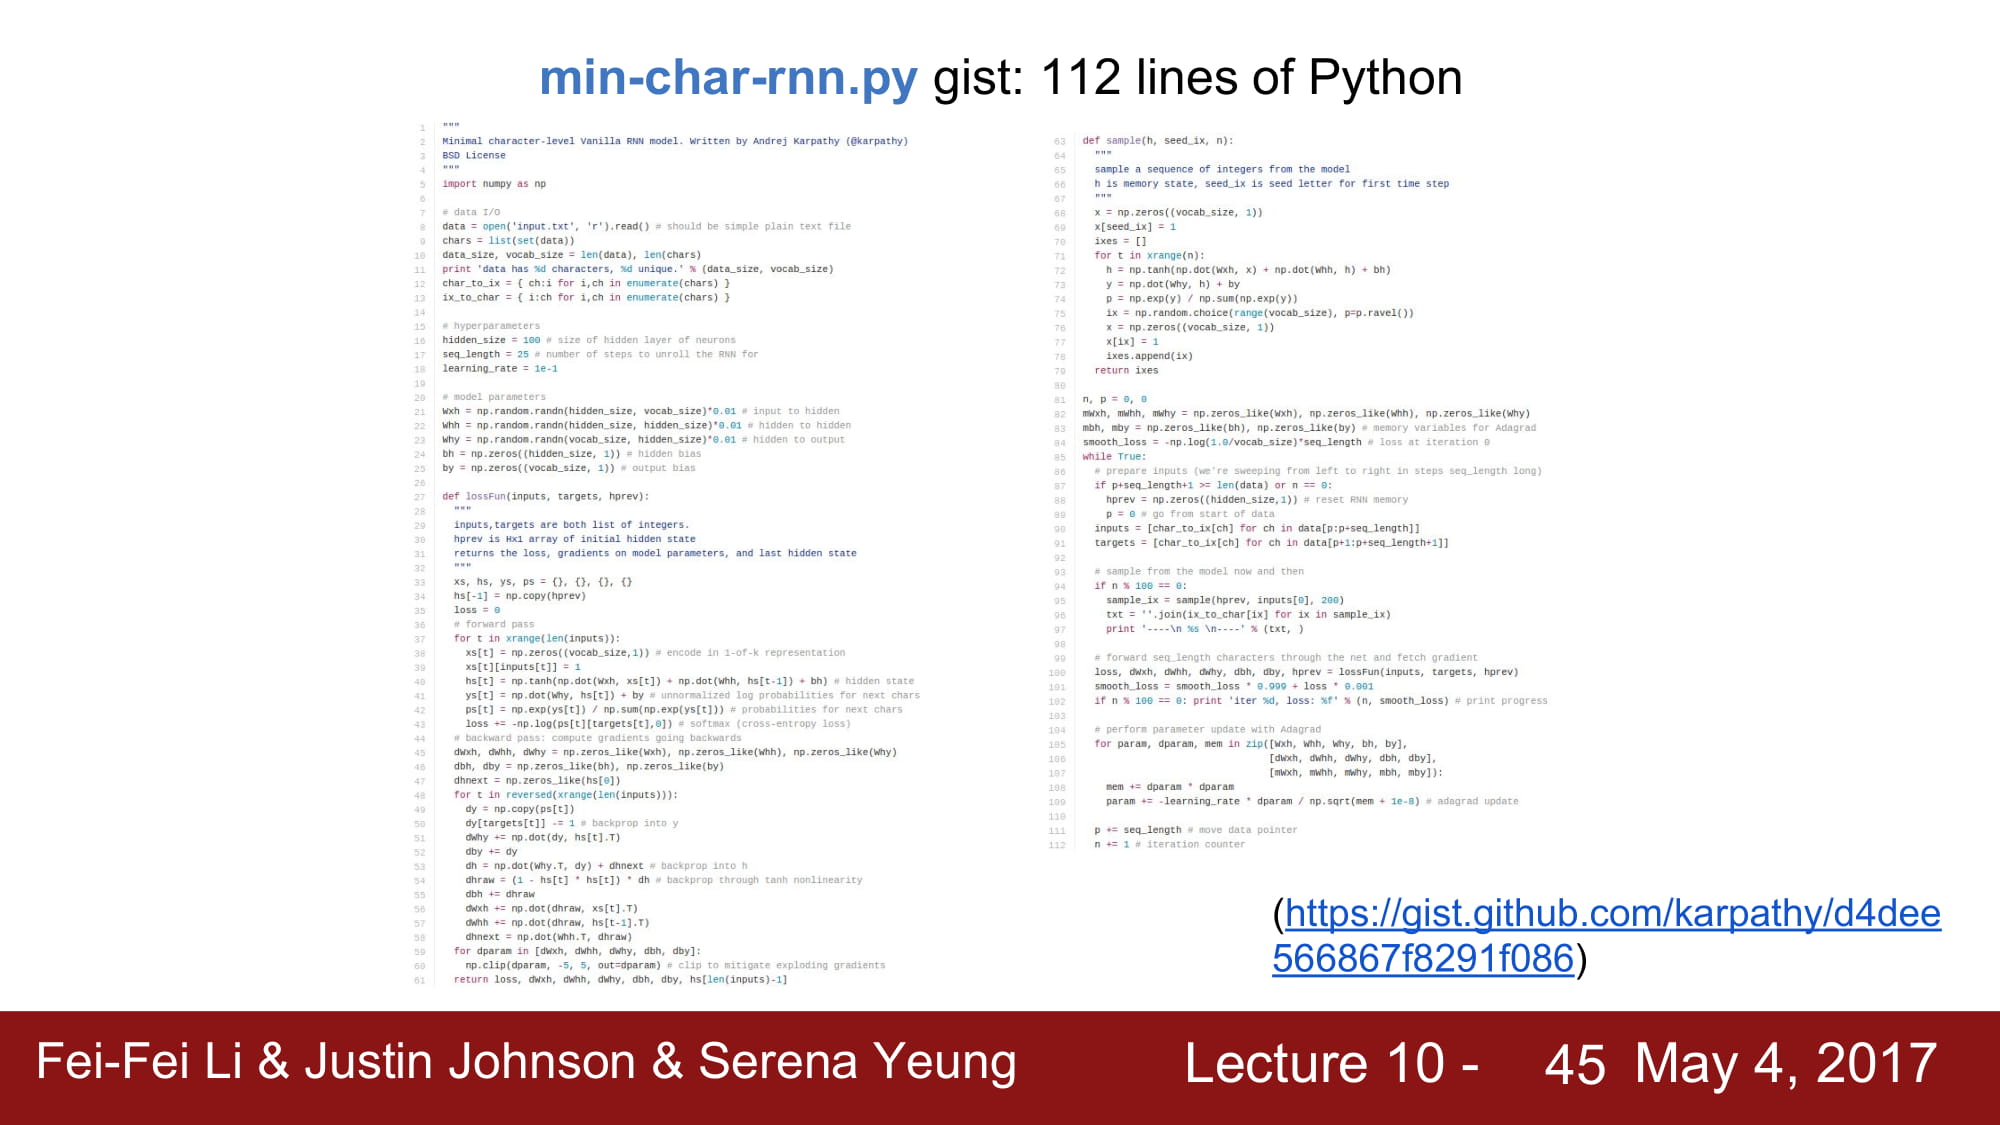 min-char-rnn.py gist: 112 lines of Python
1 """
2 Minimal character-level Vanilla RNN model. Written by Andrej Karpathy (@karpathy)
3 BSD License
4 """
5 import numpy as np
6
7 # data I/O
8 data = open('input.txt', 'r').read() # should be simple plain text file
9 chars = list(set(data))
10 data_size, vocab_size = len(data), len(chars)
11 print 'data has %d characters, %d unique.' % (data_size, vocab_size)
12 char_to_ix = { ch:i for i,ch in enumerate(chars) }
13 ix_to_char = { i:ch for i,ch in enumerate(chars) }
14
15 # hyperparameters
16 hidden_size = 100 # size of hidden layer of neurons
17 seq_length = 25 # number of steps to unroll the RNN for
18 learning_rate = 1e-1
19
20 # model parameters
21 Wxh = np.random.randn(hidden_size, vocab_size)*0.01 # input to hidden
22 Whh = np.random.randn(hidden_size, hidden_size)*0.01 # hidden to hidden
23 Why = np.random.randn(vocab_size, hidden_size)*0.01 # hidden to output
24 bh = np.zeros((hidden_size, 1)) # hidden bias
25 by = np.zeros((vocab_size, 1)) # output bias
26
27 def lossFun(inputs, targets, hprev):
28 """
29 inputs,targets are both list of integers.
30 hprev is Hx1 array of initial hidden state
31 returns the loss, gradients on model parameters, and last hidden state
32 """
33 xs, hs, ys, ps = {}, {}, {}, {}
34 hs[-1] = np.copy(hprev)
35 loss = 0
36 # forward pass
37 for t in xrange(len(inputs)):
38 xs[t] = np.zeros((vocab_size,1)) # encode in 1-of-k representation
39 xs[t][inputs[t]] = 1
40 hs[t] = np.tanh(np.dot(Wxh, xs[t]) + np.dot(Whh, hs[t-1]) + bh) # hidden state
41 ys[t] = np.dot(Why, hs[t]) + by # unnormalized log probabilities for next chars
42 ps[t] = np.exp(ys[t]) / np.sum(np.exp(ys[t])) # probabilities for next chars
43 loss += -np.log(ps[t][targets[t],0]) # softmax (cross-entropy loss)
44 # backward pass: compute gradients going backwards
45 dWxh, dWhh, dWhy = np.zeros_like(Wxh), np.zeros_like(Whh), np.zeros_like(Why)
46 dbh, dby = np.zeros_like(bh), np.zeros_like(by)
47 dhnext = np.zeros_like(hs[0])
48 for t in reversed(xrange(len(inputs))):
49 dy = np.copy(ps[t])
50 dy[targets[t]] -= 1 # backprop into y
51 dWhy += np.dot(dy, hs[t].T)
52 dby += dy
53 dh = np.dot(Why.T, dy) + dhnext # backprop into h
54 dhraw = (1 - hs[t] * hs[t]) * dh # backprop through tanh nonlinearity
55 dbh += dhraw
56 dWxh += np.dot(dhraw, xs[t].T)
57 dWhh += np.dot(dhraw, hs[t-1].T)
58 dhnext = np.dot(Whh.T, dhraw)
59 for dparam in [dWxh, dWhh, dWhy, dbh, dby]:
60 np.clip(dparam, -5, 5, out=dparam) # clip to mitigate exploding gradients
61 return loss, dWxh, dWhh, dWhy, dbh, dby, hs[len(inputs)-1]
63 def sample(h, seed_ix, n):
64 """
65 sample a sequence of integers from the model
66 h is memory state, seed_ix is seed letter for first time step
67 """
68 x = np.zeros((vocab_size, 1))
69 x[seed_ix] = 1
70 ixes = []
71 for t in xrange(n):
72 h = np.tanh(np.dot(Wxh, x) + np.dot(Whh, h) + bh)
73 y = np.dot(Why, h) + by
74 p = np.exp(y) / np.sum(np.exp(y))
75 ix = np.random.choice(range(vocab_size), p=p.ravel())
76 x = np.zeros((vocab_size, 1))
77 x[ix] = 1
78 ixes.append(ix)
79 return ixes
80
81 n, p = 0, 0
82 mWxh, mWhh, mWhy = np.zeros_like(Wxh), np.zeros_like(Whh), np.zeros_like(Why)
83 mbh, mby = np.zeros_like(bh), np.zeros_like(by) # memory variables for Adagrad
84 smooth_loss = -np.log(1.0/vocab_size)*seq_length # loss at iteration 0
85 while True:
86 # prepare inputs (we're sweeping from left to right in steps seq_length long)
87 if p+seq_length+1 >= len(data) or n == 0:
88 hprev = np.zeros((hidden_size,1)) # reset RNN memory
89 p = 0 # go from start of data
90 inputs = [char_to_ix[ch] for ch in data[p:p+seq_length]]
91 targets = [char_to_ix[ch] for ch in data[p+1:p+seq_length+1]]
92
93 # sample from the model now and then
94 if n % 100 == 0:
95 sample_ix = sample(hprev, inputs[0], 200)
96 txt = ''.join(ix_to_char[ix] for ix in sample_ix)
97 print '----\n %s \n----' % (txt, )
98
99 # forward seq_length characters through the net and fetch gradient
100 loss, dWxh, dWhh, dWhy, dbh, dby, hprev = lossFun(inputs, targets, hprev)
101 smooth_loss = smooth_loss * 0.999 + loss * 0.001
102 if n % 100 == 0: print 'iter %d, loss: %f' % (n, smooth_loss) # print progress
103
104 # perform parameter update with Adagrad
105 for param, dparam, mem in zip([Wxh, Whh, Why, bh, by],
106 [dWxh, dWhh, dWhy, dbh, dby],
107 [mWxh, mWhh, mWhy, mbh, mby]):
108 mem += dparam * dparam
109 param += -learning_rate * dparam / np.sqrt(mem + 1e-8) # adagrad update
110
111 p += seq_length # move data pointer
112 n += 1 # iteration counter
(https://gist.github.com/karpathy/d4dee
566867f8291f086)
Fei-Fei Li & Justin Johnson & Serena Yeung Lecture 10 - 45 May 4, 2017